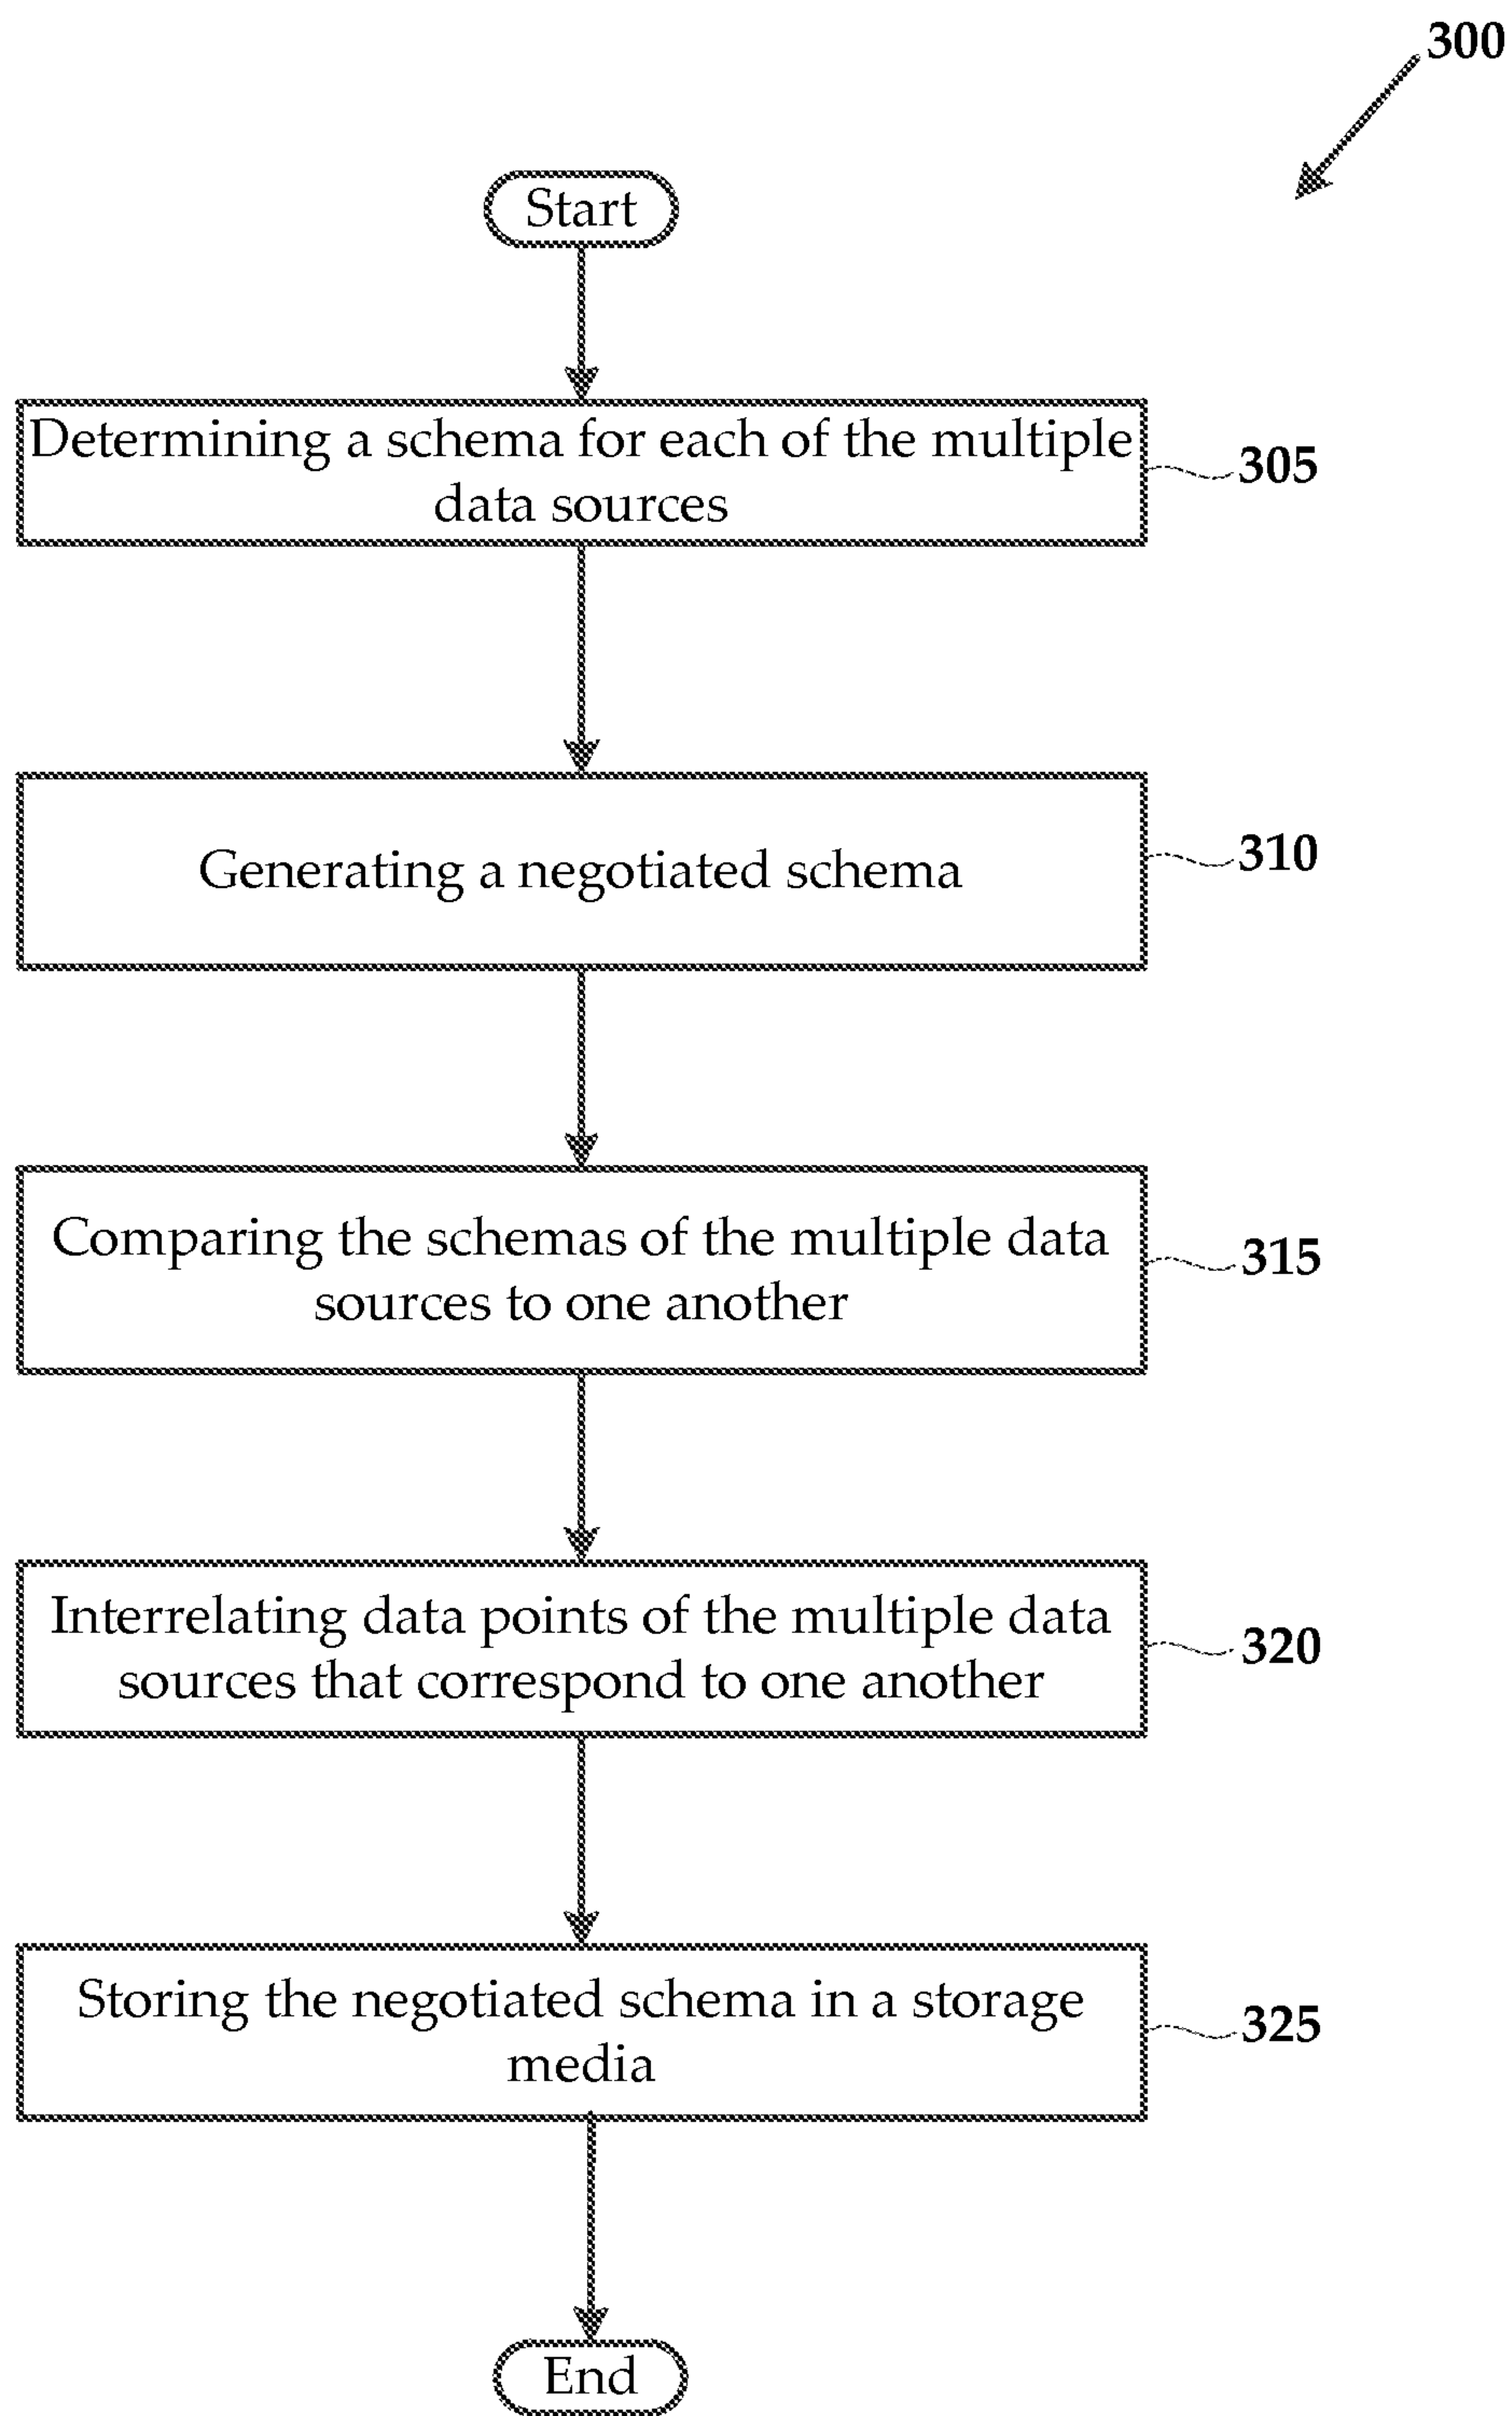 300
Start
Determining a schema for each of the multiple
data sources
305
Generating a negotiated schema
310
Comparing the schemas of the multiple data
sources to one another
315
Interrelating data points of the multiple data
sources that correspond to one another
320
Storing the negotiated schema in a storage
media
325
End